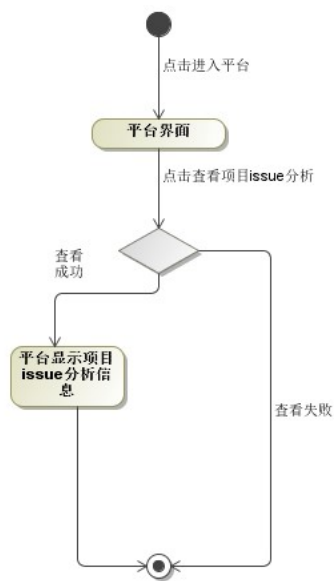 点击进入平台
平台界面
点击查看项目issue分析
查看
成功
平台显示项目
issue分析信
息
查看失败